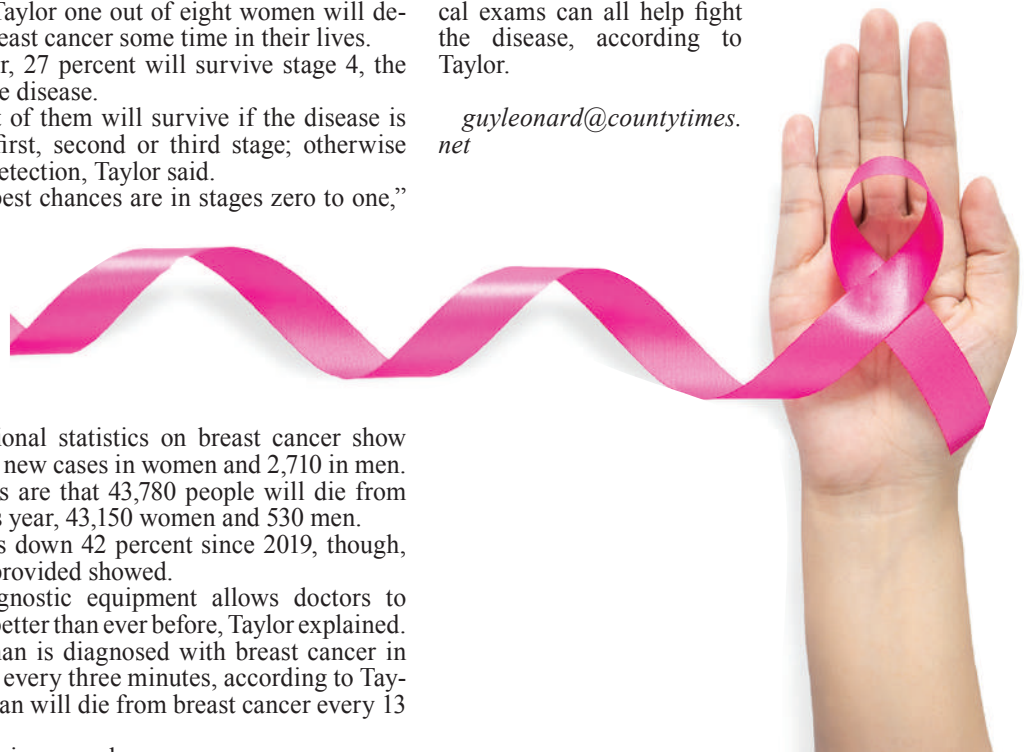 Taylor one out of eight women will de-
east cancer some time in their lives.
r, 27 percent will survive stage 4, the
e disease.
t of them will survive if the disease is
first, second or third stage; otherwise
etection, Taylor said.
best chances are in stages zero to one,”
ional statistics on breast cancer show
new cases in women and 2,710 in men.
s are that 43,780 people will die from
s year, 43,150 women and 530 men.
s down 42 percent since 2019, though,
provided showed.
gnostic equipment allows doctors to
better than ever before, Taylor explained.
an is diagnosed with breast cancer in
every three minutes, according to Tay-
an will die from breast cancer every 13
cal exams can all help fight
the disease, according to
Taylor.
guyleonard@countytimes.
net